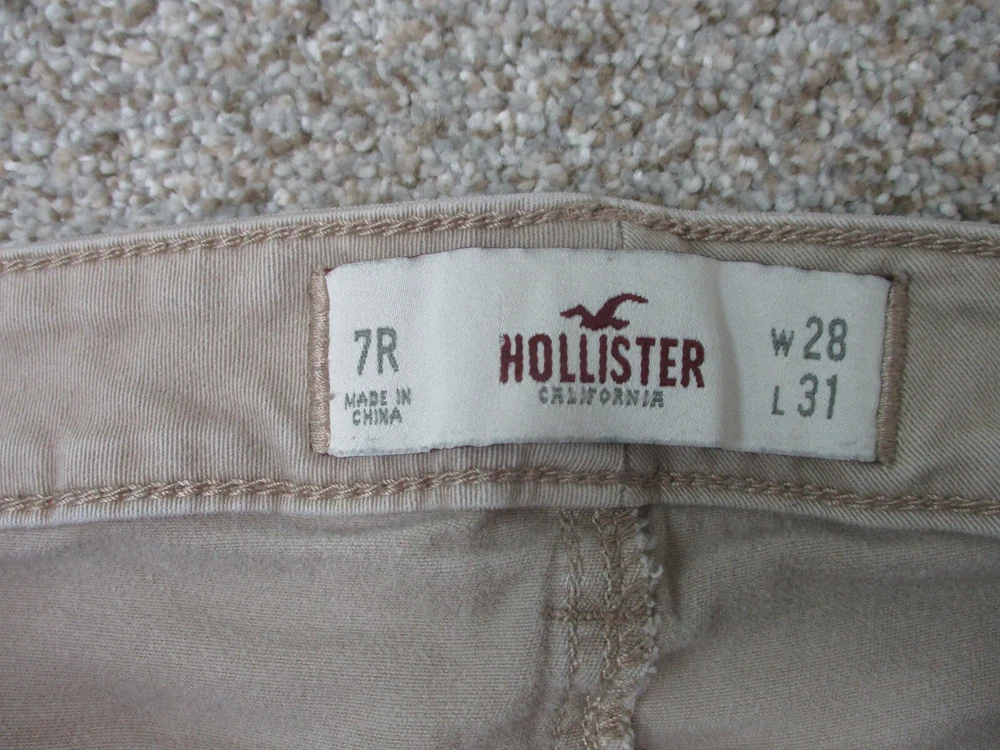 7R
MADE IN
CHINA
HOLLISTER
CALIFORNIA
W 28
L 31